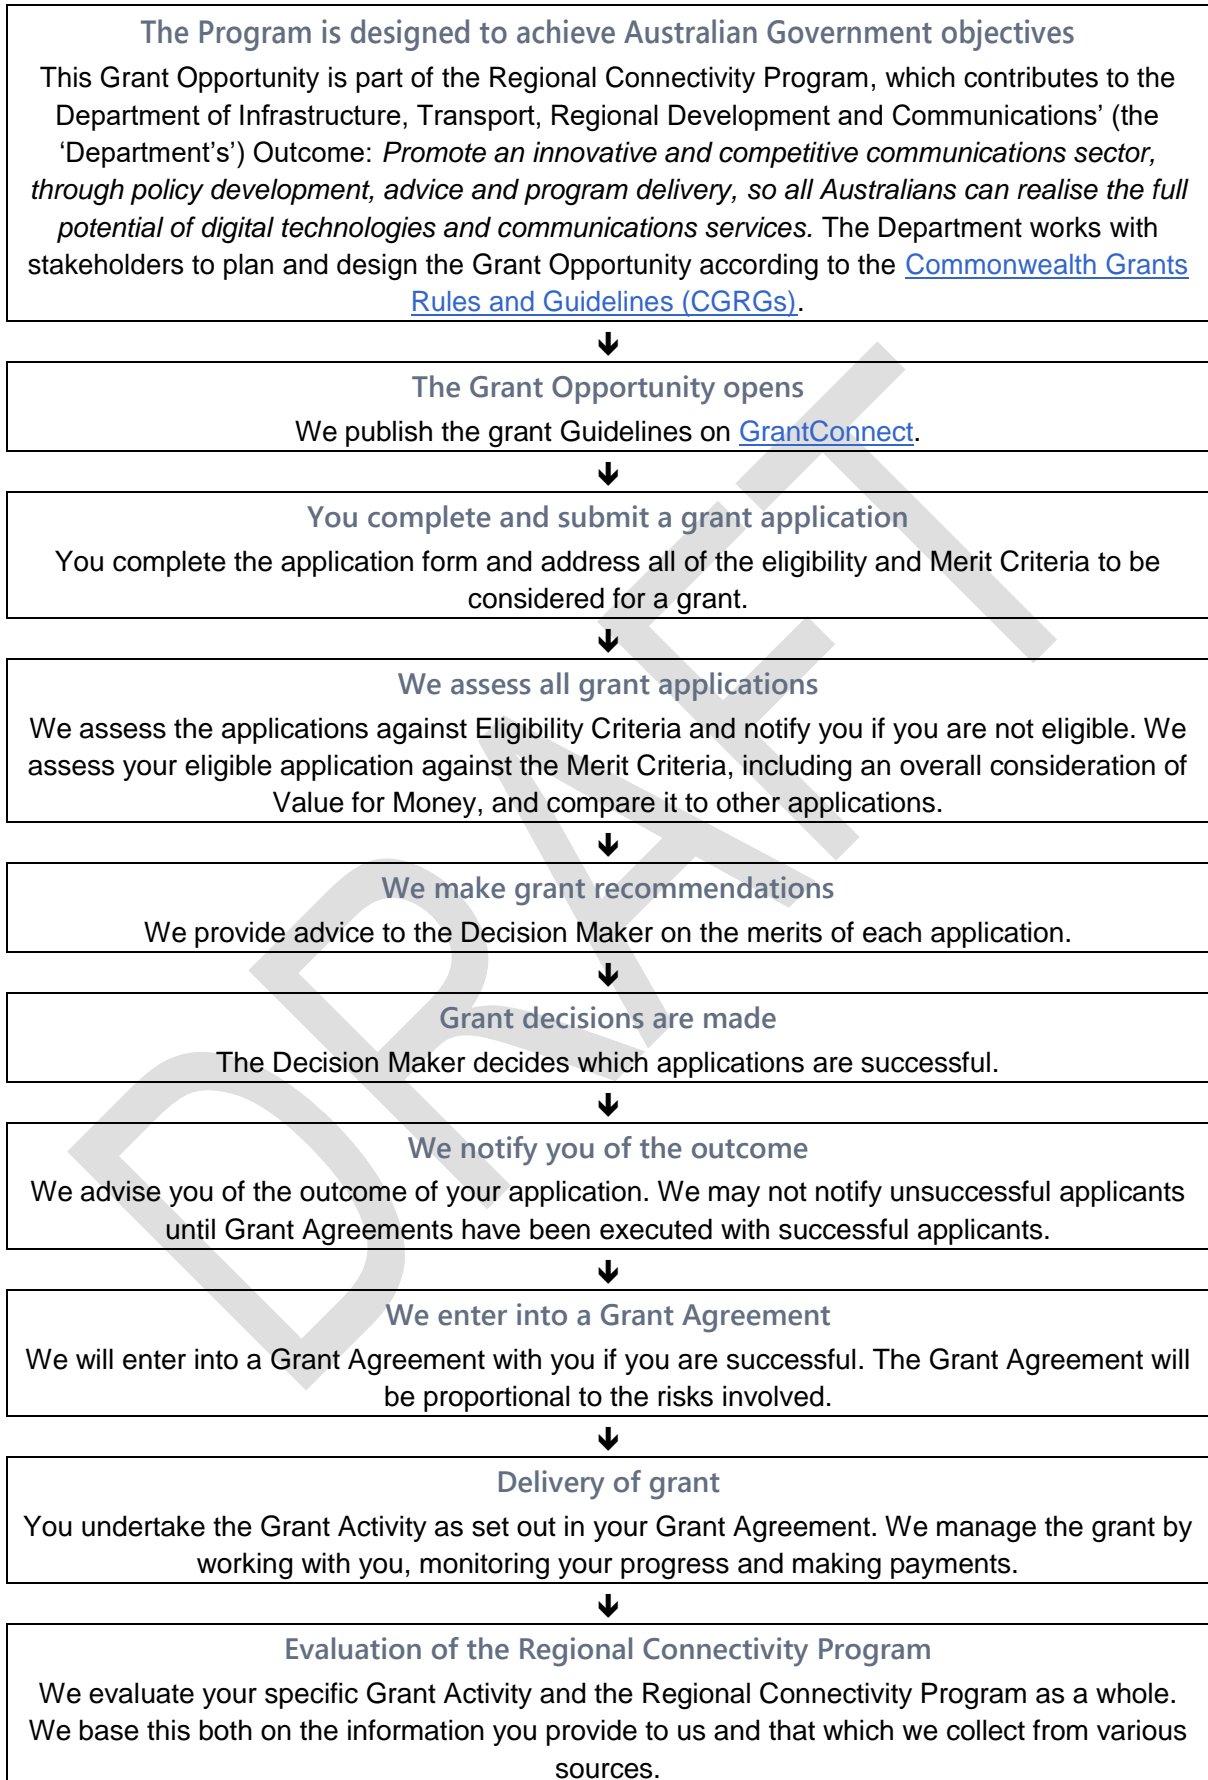 The Program is designed to achieve Australian Government objectives
This Grant Opportunity is part of the Regional Connectivity Program, which contributes to the
Department of Infrastructure, Transport, Regional Development and Communications’ (the
‘Department’s’) Outcome: Promote an innovative and competitive communications sector,
through policy development, advice and program delivery, so all Australians can realise the full
potential of digital technologies and communications services. The Department works with
stakeholders to plan and design the Grant Opportunity according to the Commonwealth Grants
Rules and Guidelines (CGRGs).
The Grant Opportunity opens
We publish the grant Guidelines on GrantConnect.
You complete and submit a grant application
You complete the application form and address all of the eligibility and Merit Criteria to be
considered for a grant.
We assess all grant applications
We assess the applications against Eligibility Criteria and notify you if you are not eligible. We
assess your eligible application against the Merit Criteria, including an overall consideration of
Value for Money, and compare it to other applications.
We make grant recommendations
We provide advice to the Decision Maker on the merits of each application.
Grant decisions are made
The Decision Maker decides which applications are successful.
We notify you of the outcome
We advise you of the outcome of your application. We may not notify unsuccessful applicants
until Grant Agreements have been executed with successful applicants.
We enter into a Grant Agreement
We will enter into a Grant Agreement with you if you are successful. The Grant Agreement will
be proportional to the risks involved.
Delivery of grant
You undertake the Grant Activity as set out in your Grant Agreement. We manage the grant by
working with you, monitoring your progress and making payments.
Evaluation of the Regional Connectivity Program
We evaluate your specific Grant Activity and the Regional Connectivity Program as a whole.
We base this both on the information you provide to us and that which we collect from various
sources.
DRAFT